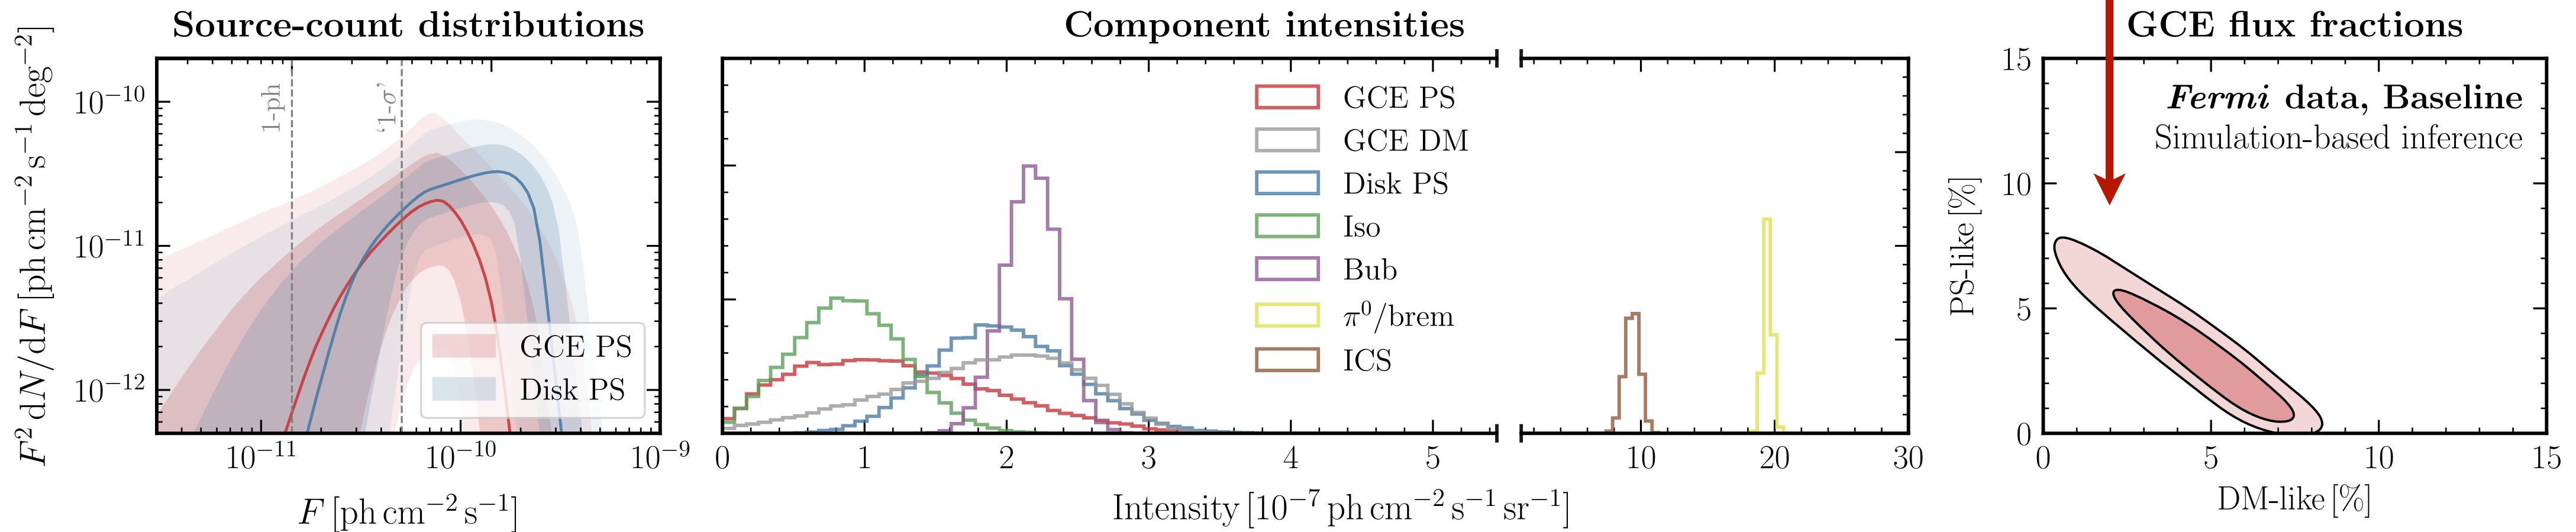 Source-count distributions
F² dN/dF [ph cm⁻² s⁻¹ deg⁻²]
10⁻¹⁰
10⁻¹¹
10⁻¹²
1-ph
‘1-σ’
GCE PS
Disk PS
10⁻¹¹
10⁻¹⁰
10⁻⁹
F [ph cm⁻² s⁻¹]
Component intensities
GCE PS
GCE DM
Disk PS
Iso
Bub
π⁰/brem
ICS
0
1
2
3
4
5
10
20
30
Intensity [10⁻⁷ ph cm⁻² s⁻¹ sr⁻¹]
GCE flux fractions
Fermi data, Baseline
Simulation-based inference
PS-like [%]
15
10
5
0
0
5
10
15
DM-like [%]